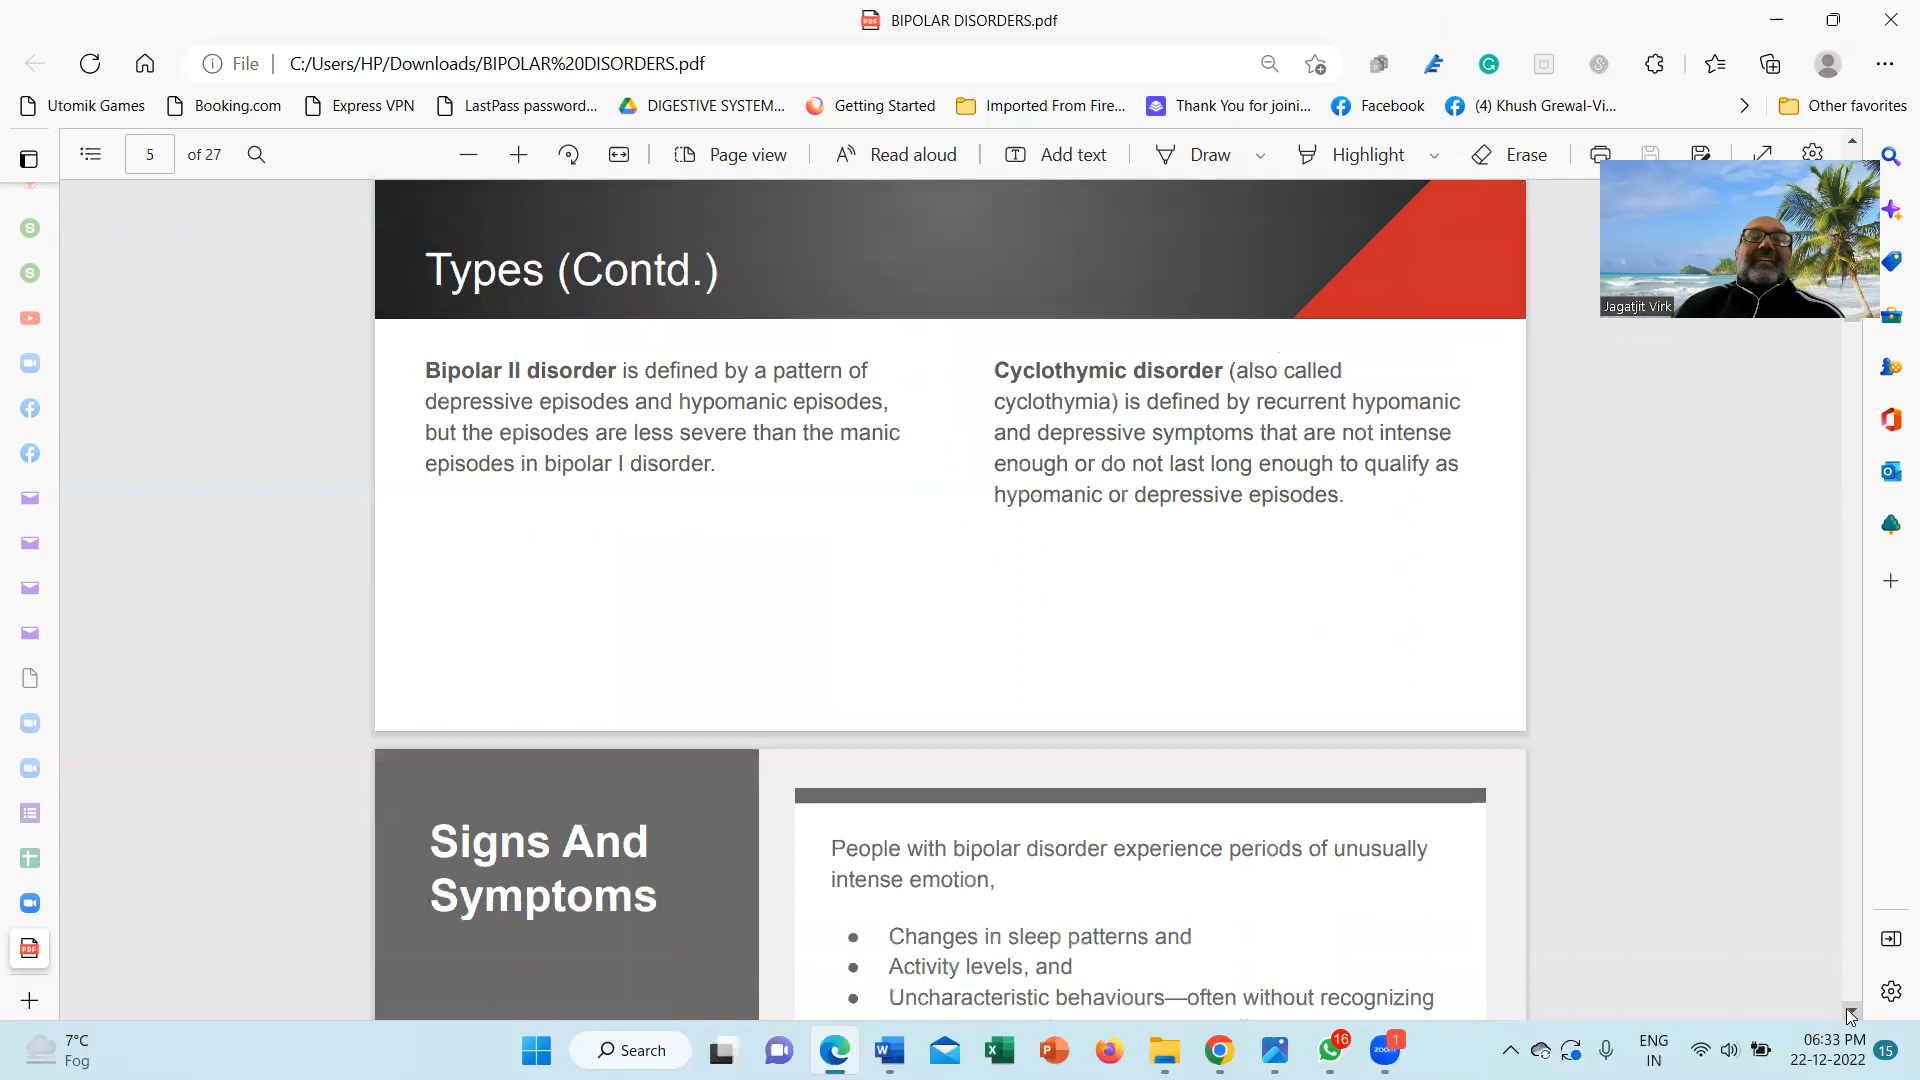 BIPOLAR DISORDERS.pdf
File
C:/Users/HP/Downloads/BIPOLAR%20DISORDERS.pdf
Utomik Games
Booking.com
Express VPN
LastPass password...
DIGESTIVE SYSTEM...
Getting Started
Imported From Fire...
Thank You for joini...
Facebook
(4) Khush Grewal-Vi...
Other favorites
5 of 27
Page view
Read aloud
Add text
Draw
Highlight
Erase
Jagatjit Virk
Types (Contd.)
Bipolar II disorder is defined by a pattern of
depressive episodes and hypomanic episodes,
but the episodes are less severe than the manic
episodes in bipolar I disorder.
Cyclothymic disorder (also called
cyclothymia) is defined by recurrent hypomanic
and depressive symptoms that are not intense
enough or do not last long enough to qualify as
hypomanic or depressive episodes.
Signs And
Symptoms
People with bipolar disorder experience periods of unusually
intense emotion,
● Changes in sleep patterns and
● Activity levels, and
● Uncharacteristic behaviours—often without recognizing
7°C
Fog
Search
16
zoom
1
ENG
IN
06:33 PM
22-12-2022
15